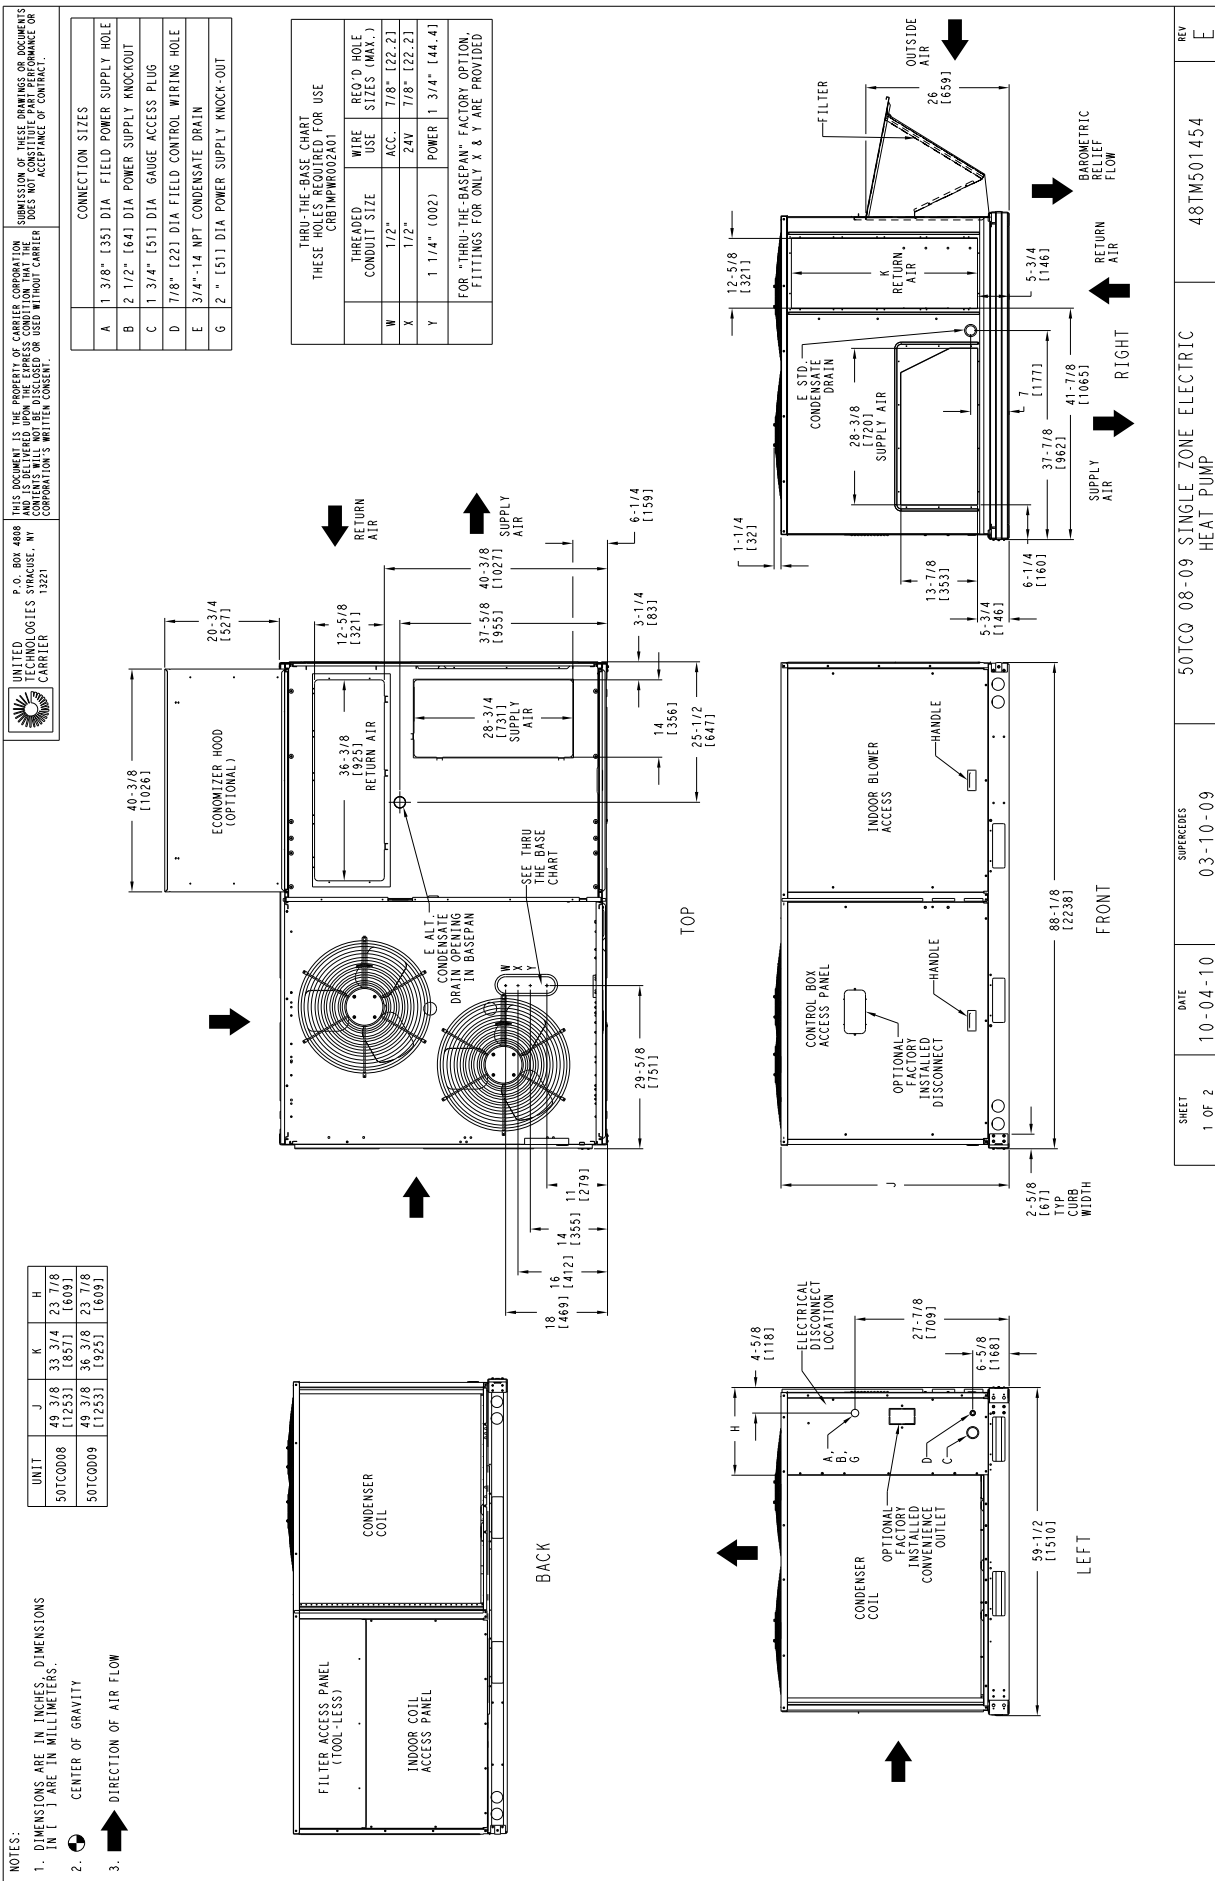 NOTES:
1. DIMENSIONS ARE IN INCHES, DIMENSIONS
IN [ ] ARE IN MILLIMETERS.
2. CENTER OF GRAVITY
3. DIRECTION OF AIR FLOW
UNIT J K H
50TCQD08 49 3/8 [1253] 33 3/4 [857] 23 7/8 [609]
50TCQD09 49 3/8 [1253] 36 3/8 [925] 23 7/8 [609]
UNITED
TECHNOLOGIES
CARRIER
P.O. BOX 4808
SYRACUSE, NY
13221
THIS DOCUMENT IS THE PROPERTY OF CARRIER CORPORATION
AND IS DELIVERED UPON THE EXPRESS CONDITION THAT THE
CONTENTS WILL NOT BE DISCLOSED OR USED WITHOUT CARRIER
CORPORATION'S WRITTEN CONSENT.
SUBMISSION OF THESE DRAWINGS OR DOCUMENTS
DOES NOT CONSTITUTE PART PERFORMANCE OR
ACCEPTANCE OF CONTRACT.
CONNECTION SIZES
A 1 3/8" [35] DIA FIELD POWER SUPPLY HOLE
B 2 1/2" [64] DIA POWER SUPPLY KNOCKOUT
C 1 3/4" [51] DIA GAUGE ACCESS PLUG
D 7/8" [22] DIA FIELD CONTROL WIRING HOLE
E 3/4"-14 NPT CONDENSATE DRAIN
G 2 " [51] DIA POWER SUPPLY KNOCK-OUT
THRU-THE-BASE CHART
THESE HOLES REQUIRED FOR USE
CRBTMPWR002A01
THREADED CONDUIT SIZE WIRE USE REQ'D HOLE SIZES (MAX.)
W 1/2" ACC. 7/8" [22.2]
X 1/2" 24V 7/8" [22.2]
Y 1 1/4" (002) POWER 1 3/4" [44.4]
FOR "THRU-THE-BASEPAN" FACTORY OPTION,
FITTINGS FOR ONLY X & Y ARE PROVIDED
FILTER ACCESS PANEL
(TOOL-LESS)
INDOOR COIL
ACCESS PANEL
CONDENSER
COIL
BACK
40-3/8
[1026]
20-3/4
[527]
ECONOMIZER HOOD
(OPTIONAL)
RETURN
AIR
SUPPLY
AIR
12-5/8
[321]
36-3/8
[925]
RETURN AIR
40-3/8
[1027]
37-5/8
[955]
28-3/4
[731]
SUPPLY
AIR
6-1/4
[159]
3-1/4
[83]
14
[356]
25-1/2
[647]
E ALT.
CONDENSATE
DRAIN OPENING
IN BASEPAN
SEE THRU
THE BASE
CHART
W
X
Y
29-5/8
[751]
11
[279]
14
[355]
16
[412]
18
[469]
TOP
CONDENSER
COIL
OPTIONAL
FACTORY
INSTALLED
CONVENIENCE
OUTLET
ELECTRICAL
DISCONNECT
LOCATION
H
4-5/8
[118]
A,
B,
G
D
C
27-7/8
[709]
6-5/8
[168]
59-1/2
[1510]
LEFT
J
2-5/8
[67]
TYP
CURB
WIDTH
CONTROL BOX
ACCESS PANEL
OPTIONAL
FACTORY
INSTALLED
DISCONNECT
HANDLE
INDOOR BLOWER
ACCESS
HANDLE
88-1/8
[2238]
FRONT
1-1/4
[32]
13-7/8
[353]
5-3/4
[146]
6-1/4
[160]
28-3/8
[720]
SUPPLY AIR
E STD.
CONDENSATE
DRAIN
12-5/8
[321]
K
RETURN
AIR
FILTER
OUTSIDE
AIR
26
[659]
BAROMETRIC
RELIEF
FLOW
RETURN
AIR
5-3/4
[146]
7
[177]
37-7/8
[962]
41-7/8
[1065]
SUPPLY
AIR
RIGHT
SHEET
1 OF 2
DATE
10-04-10
SUPERCEDES
03-10-09
50TCQ 08-09 SINGLE ZONE ELECTRIC
HEAT PUMP
48TM501454
REV
E